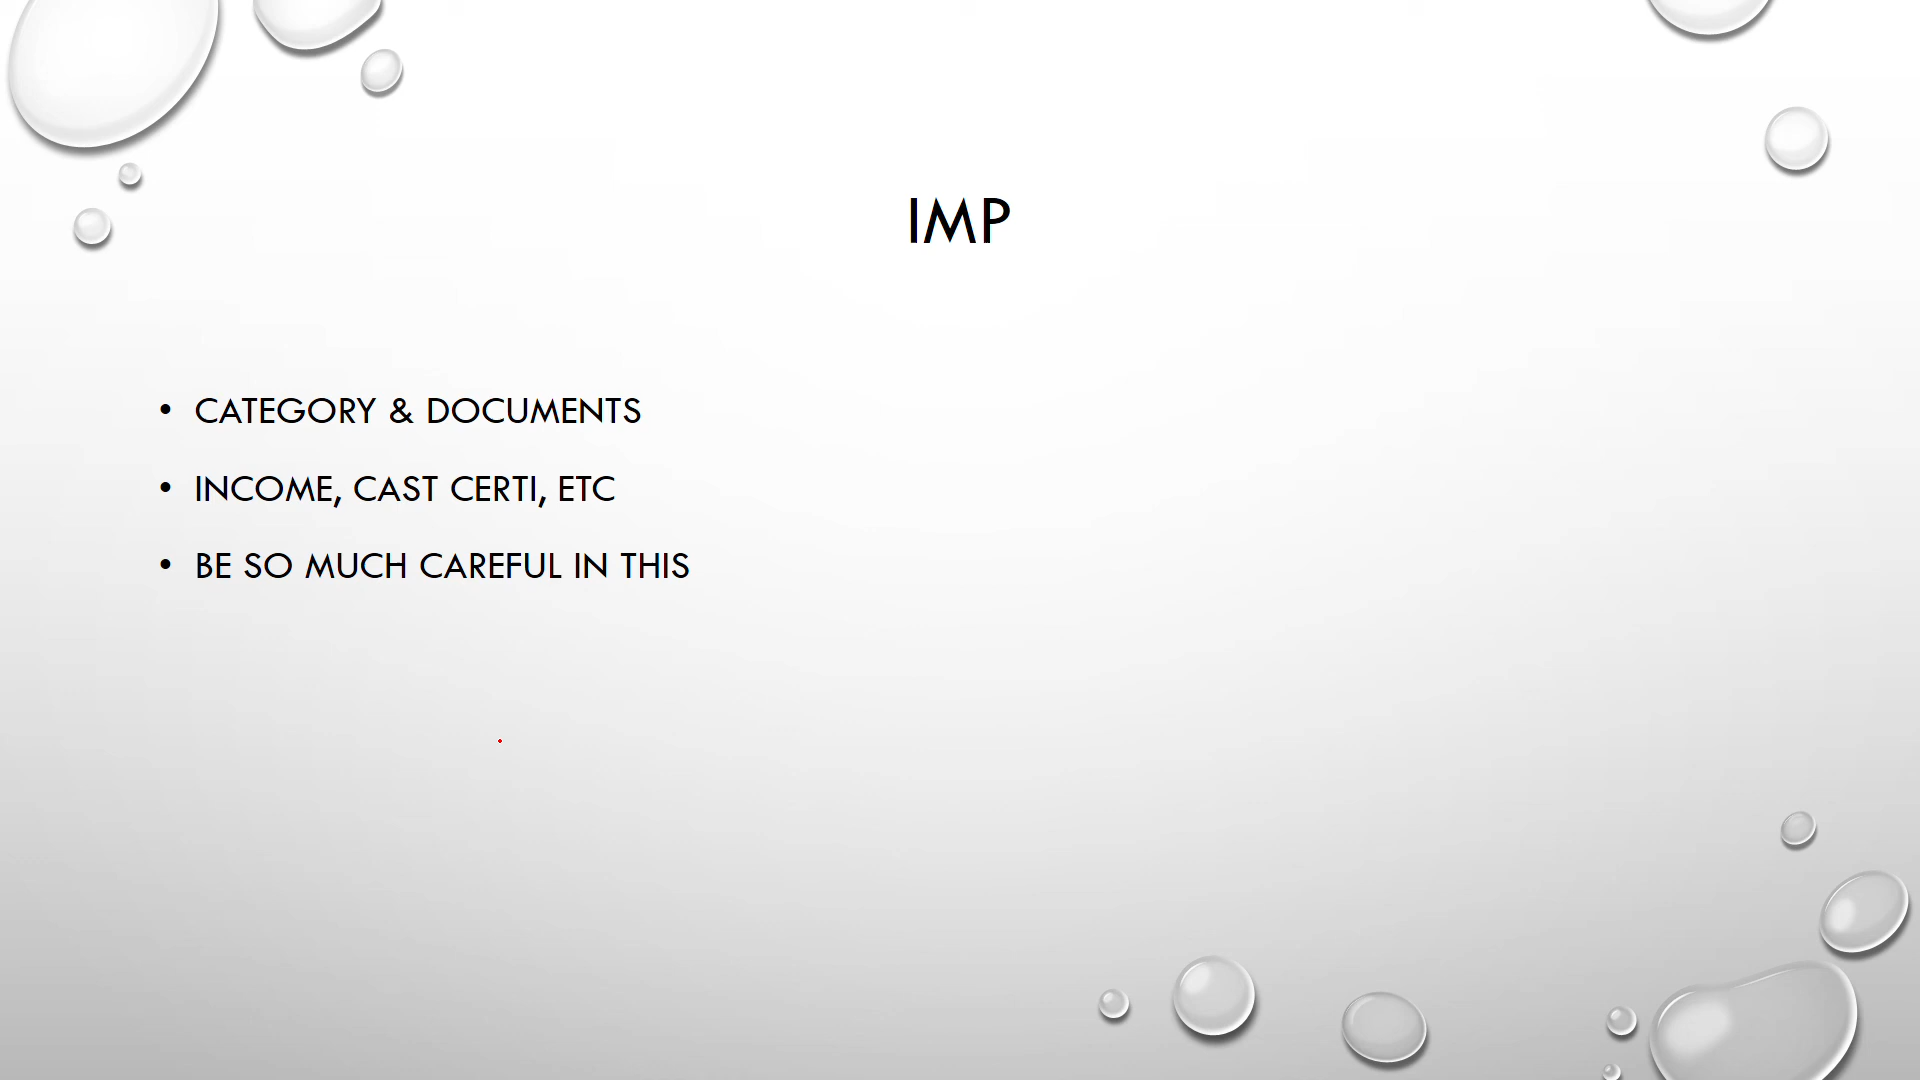 IMP
• CATEGORY & DOCUMENTS
• INCOME, CAST CERTI, ETC
• BE SO MUCH CAREFUL IN THIS